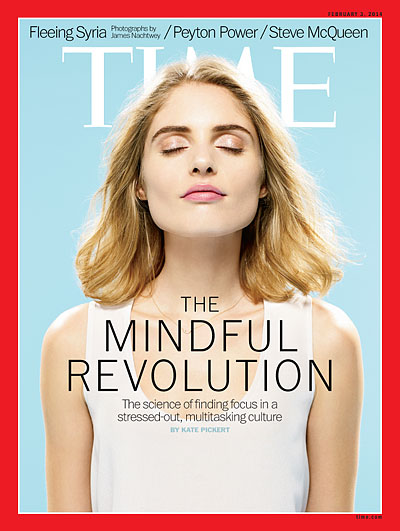 FEBRUARY 3, 2014
Fleeing Syria Photographs by James Nachtwey / Peyton Power / Steve McQueen
TIME
THE
MINDFUL
REVOLUTION
The science of finding focus in a
stressed-out, multitasking culture
BY KATE PICKERT
time.com